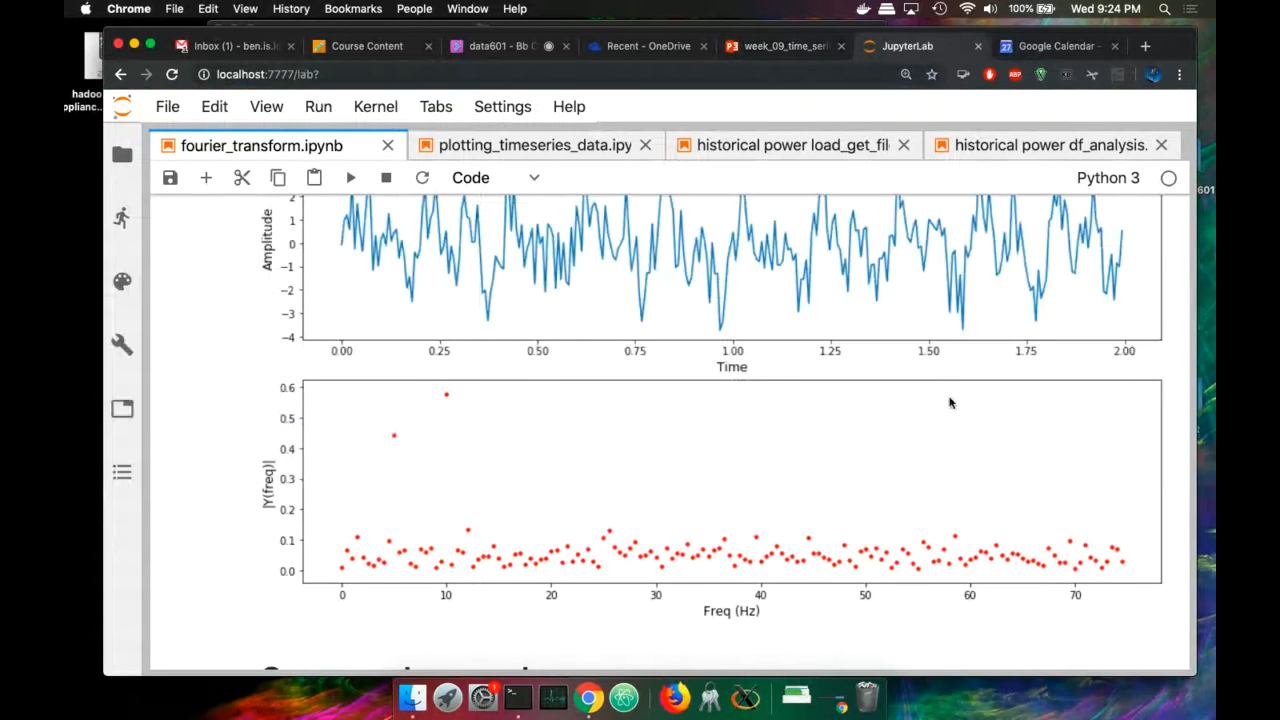 Chrome File Edit View History Bookmarks People Window Help 100% Wed 9:24 PM
Inbox (1) - ben.is.l Course Content data601 - Bb C Recent - OneDrive week_09_time_seri JupyterLab Google Calendar -
localhost:7777/lab?
ABP
hadoo
pplianc...
File Edit View Run Kernel Tabs Settings Help
fourier_transform.ipynb plotting_timeseries_data.ipy historical power load_get_fil historical power df_analysis.
Code Python 3
601
Amplitude
2
1
0
−1
−2
−3
−4
0.00 0.25 0.50 0.75 1.00 1.25 1.50 1.75 2.00
Time
|Y(freq)|
0.6
0.5
0.4
0.3
0.2
0.1
0.0
0 10 20 30 40 50 60 70
Freq (Hz)
1